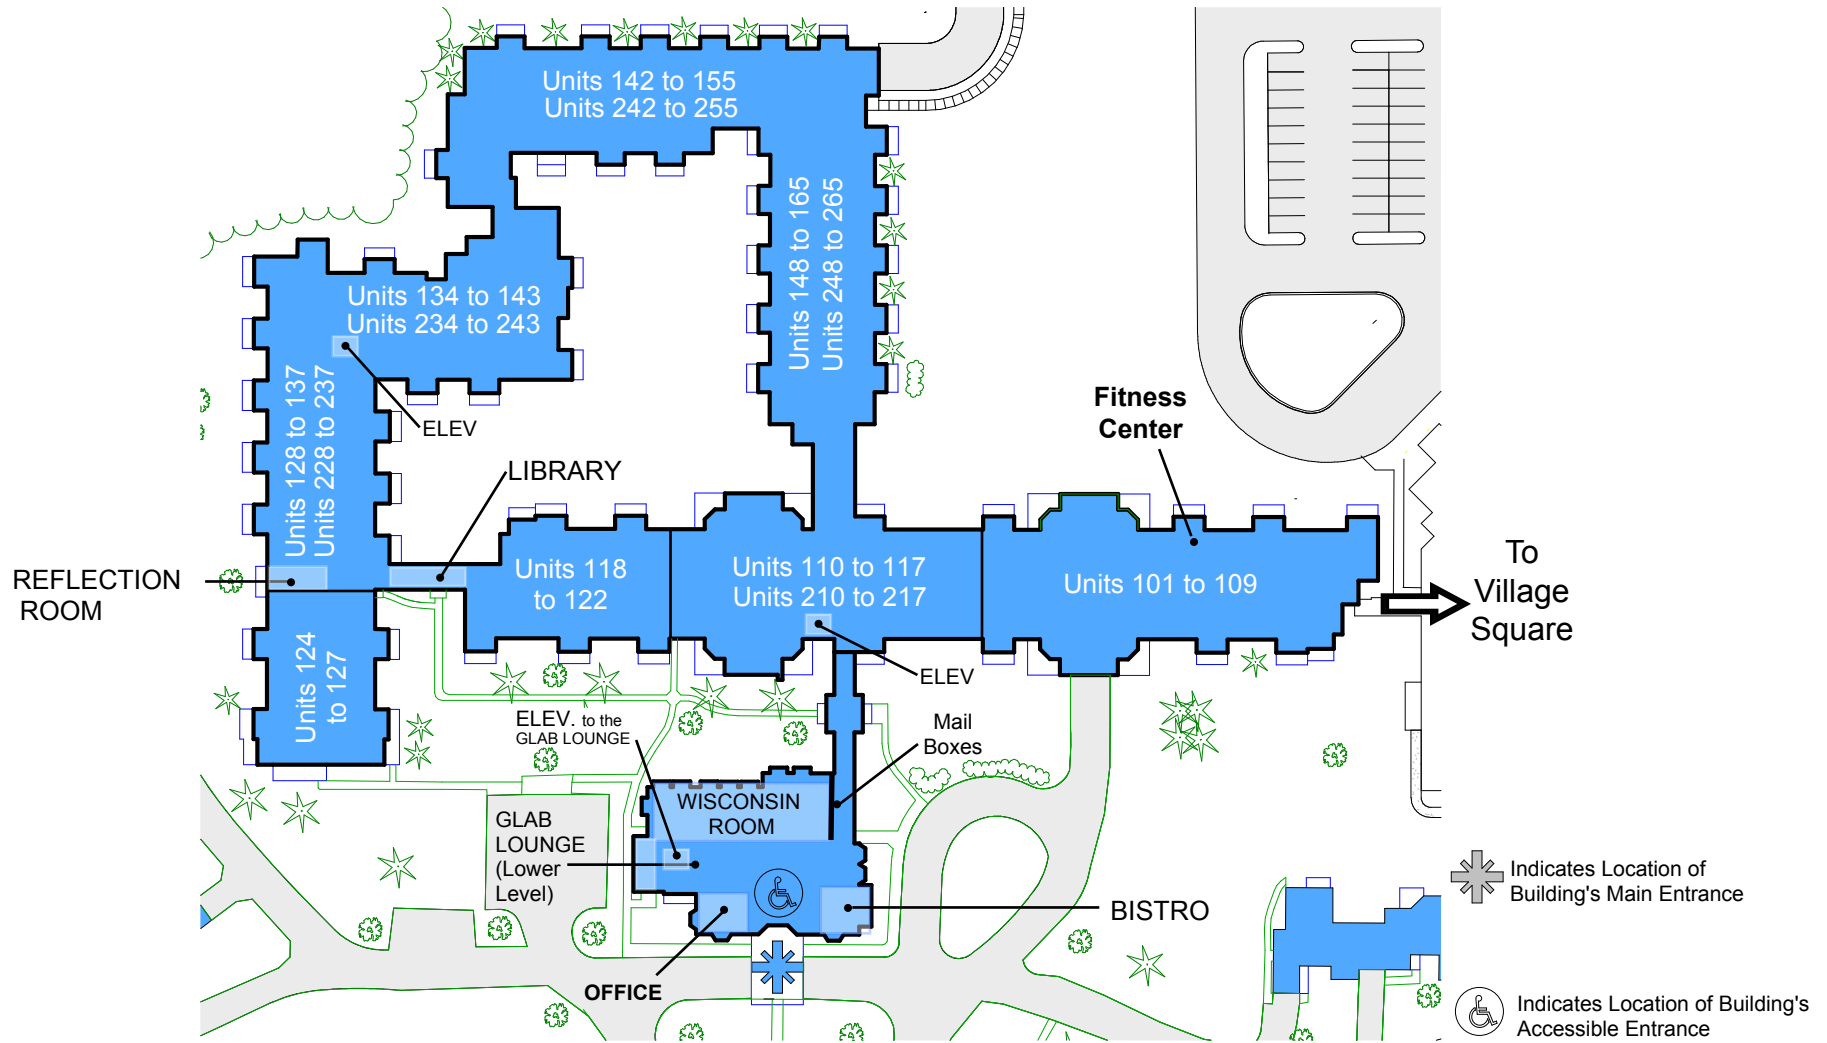 Units 142 to 155
Units 242 to 255
Units 148 to 165
Units 248 to 265
Units 134 to 143
Units 234 to 243
Units 128 to 137
Units 228 to 237
ELEV
LIBRARY
Fitness
Center
REFLECTION
ROOM
Units 118
to 122
Units 110 to 117
Units 210 to 217
Units 101 to 109
To
Village
Square
Units 124
to 127
ELEV
ELEV. to the
GLAB LOUNGE
Mail
Boxes
WISCONSIN
ROOM
GLAB
LOUNGE
(Lower
Level)
BISTRO
OFFICE
Indicates Location of
Building's Main Entrance
Indicates Location of Building's
Accessible Entrance